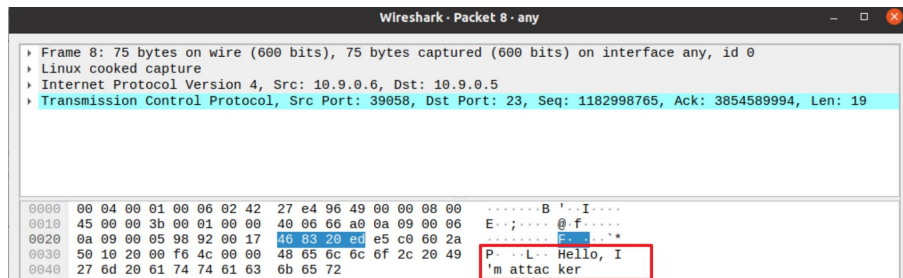 Wireshark · Packet 8 · any
Frame 8: 75 bytes on wire (600 bits), 75 bytes captured (600 bits) on interface any, id 0
Linux cooked capture
Internet Protocol Version 4, Src: 10.9.0.6, Dst: 10.9.0.5
Transmission Control Protocol, Src Port: 39058, Dst Port: 23, Seq: 1182998765, Ack: 3854589994, Len: 19
0000 00 04 00 01 00 06 02 42 27 e4 96 49 00 00 08 00 ·······B '··I····
0010 45 00 00 3b 00 01 00 00 40 06 66 a0 0a 09 00 06 E··;···· @·f·····
0020 0a 09 00 05 98 92 00 17 46 83 20 ed e5 c0 60 2a ········ F· ···`*
0030 50 10 20 00 f6 4c 00 00 48 65 6c 6c 6f 2c 20 49 P· ··L·· Hello, I
0040 27 6d 20 61 74 74 61 63 6b 65 72 'm attac ker